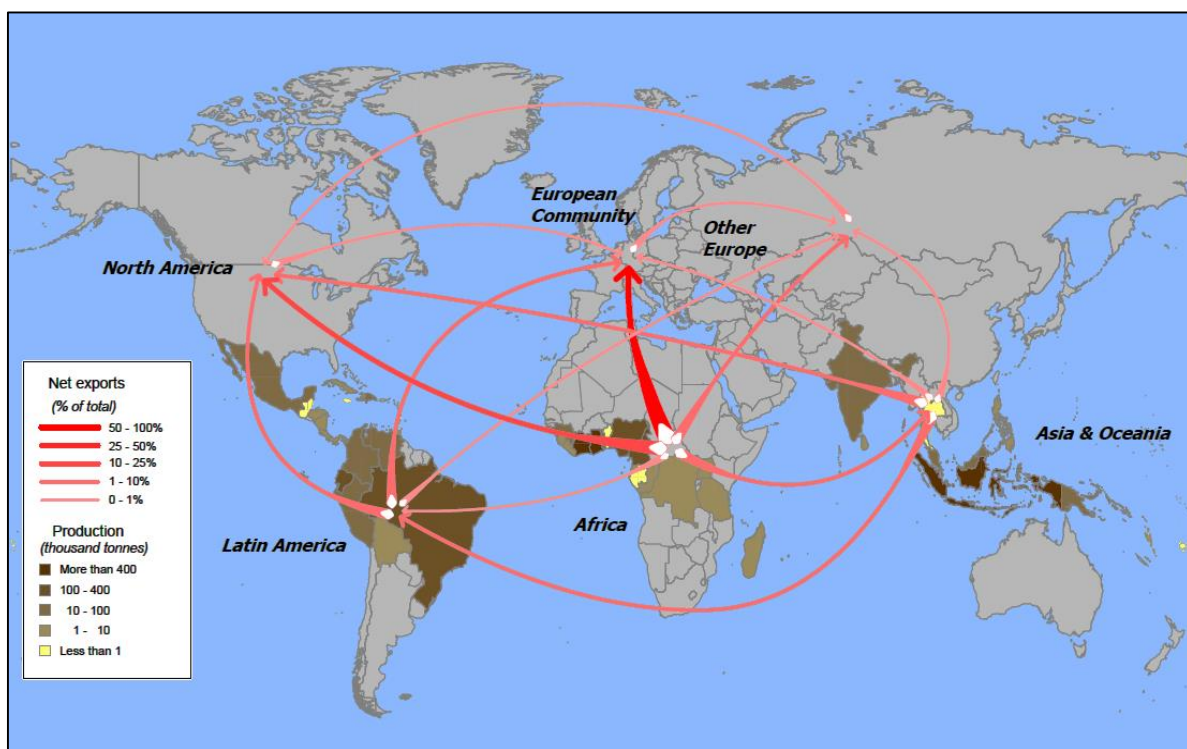 European
Community
Other
Europe
North America
Asia & Oceania
Africa
Latin America
Net exports
(% of total)
50 - 100%
25 - 50%
10 - 25%
1 - 10%
0 - 1%
Production
(thousand tonnes)
More than 400
100 - 400
10 - 100
1 - 10
Less than 1